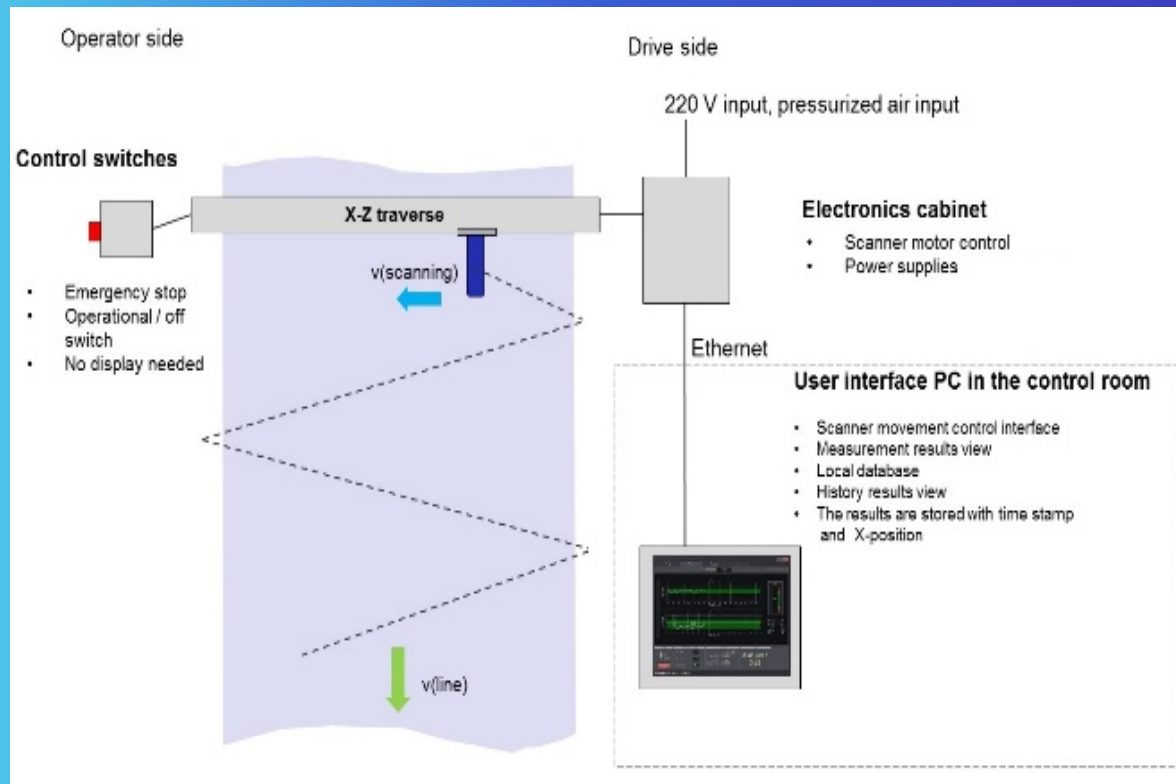 Operator side
Drive side
220 V input, pressurized air input
Control switches
X-Z traverse
v(scanning)
• Emergency stop
• Operational / off
switch
• No display needed
Electronics cabinet
• Scanner motor control
• Power supplies
Ethernet
User interface PC in the control room
• Scanner movement control interface
• Measurement results view
• Local database
• History results view
• The results are stored with time stamp
and X-position
v(line)